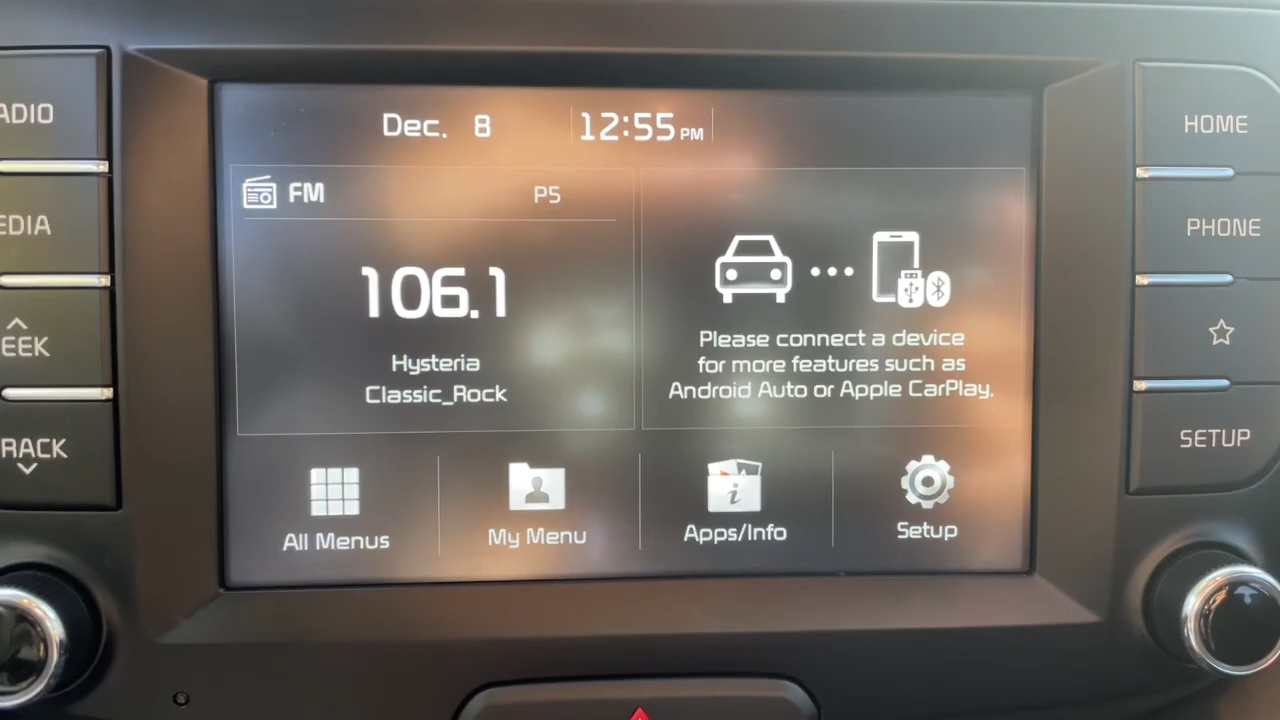 Dec. 8 12:55 PM
FM P5
106.1
Hysteria
Classic_Rock
Please connect a device
for more features such as
Android Auto or Apple CarPlay.
All Menus
My Menu
Apps/Info
Setup
ADIO
EDIA
EEK
RACK
HOME
PHONE
SETUP